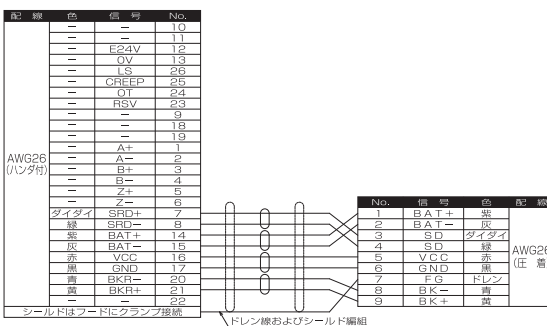 配 線 色 信 号 No.
AWG26
(ハンダ付)
— — 10
— — 11
— E24V 12
— 0V 13
— LS 26
— CREEP 25
— OT 24
— RSV 23
— — 9
— — 18
— — 19
— A+ 1
— A− 2
— B+ 3
— B− 4
— Z+ 5
— Z− 6
ダイダイ SRD+ 7
緑 SRD− 8
紫 BAT+ 14
灰 BAT− 15
赤 VCC 16
黒 GND 17
青 BKR− 20
黄 BKR+ 21
— — 22
シールドはフードにクランプ接続
No. 信 号 色 配 線
1 BAT+ 紫
2 BAT− 灰
3 SD ダイダイ
4 SD 緑
5 VCC 赤
6 GND 黒
7 FG ドレン
8 BK− 青
9 BK+ 黄
AWG26
(圧 着
ドレン線およびシールド編組